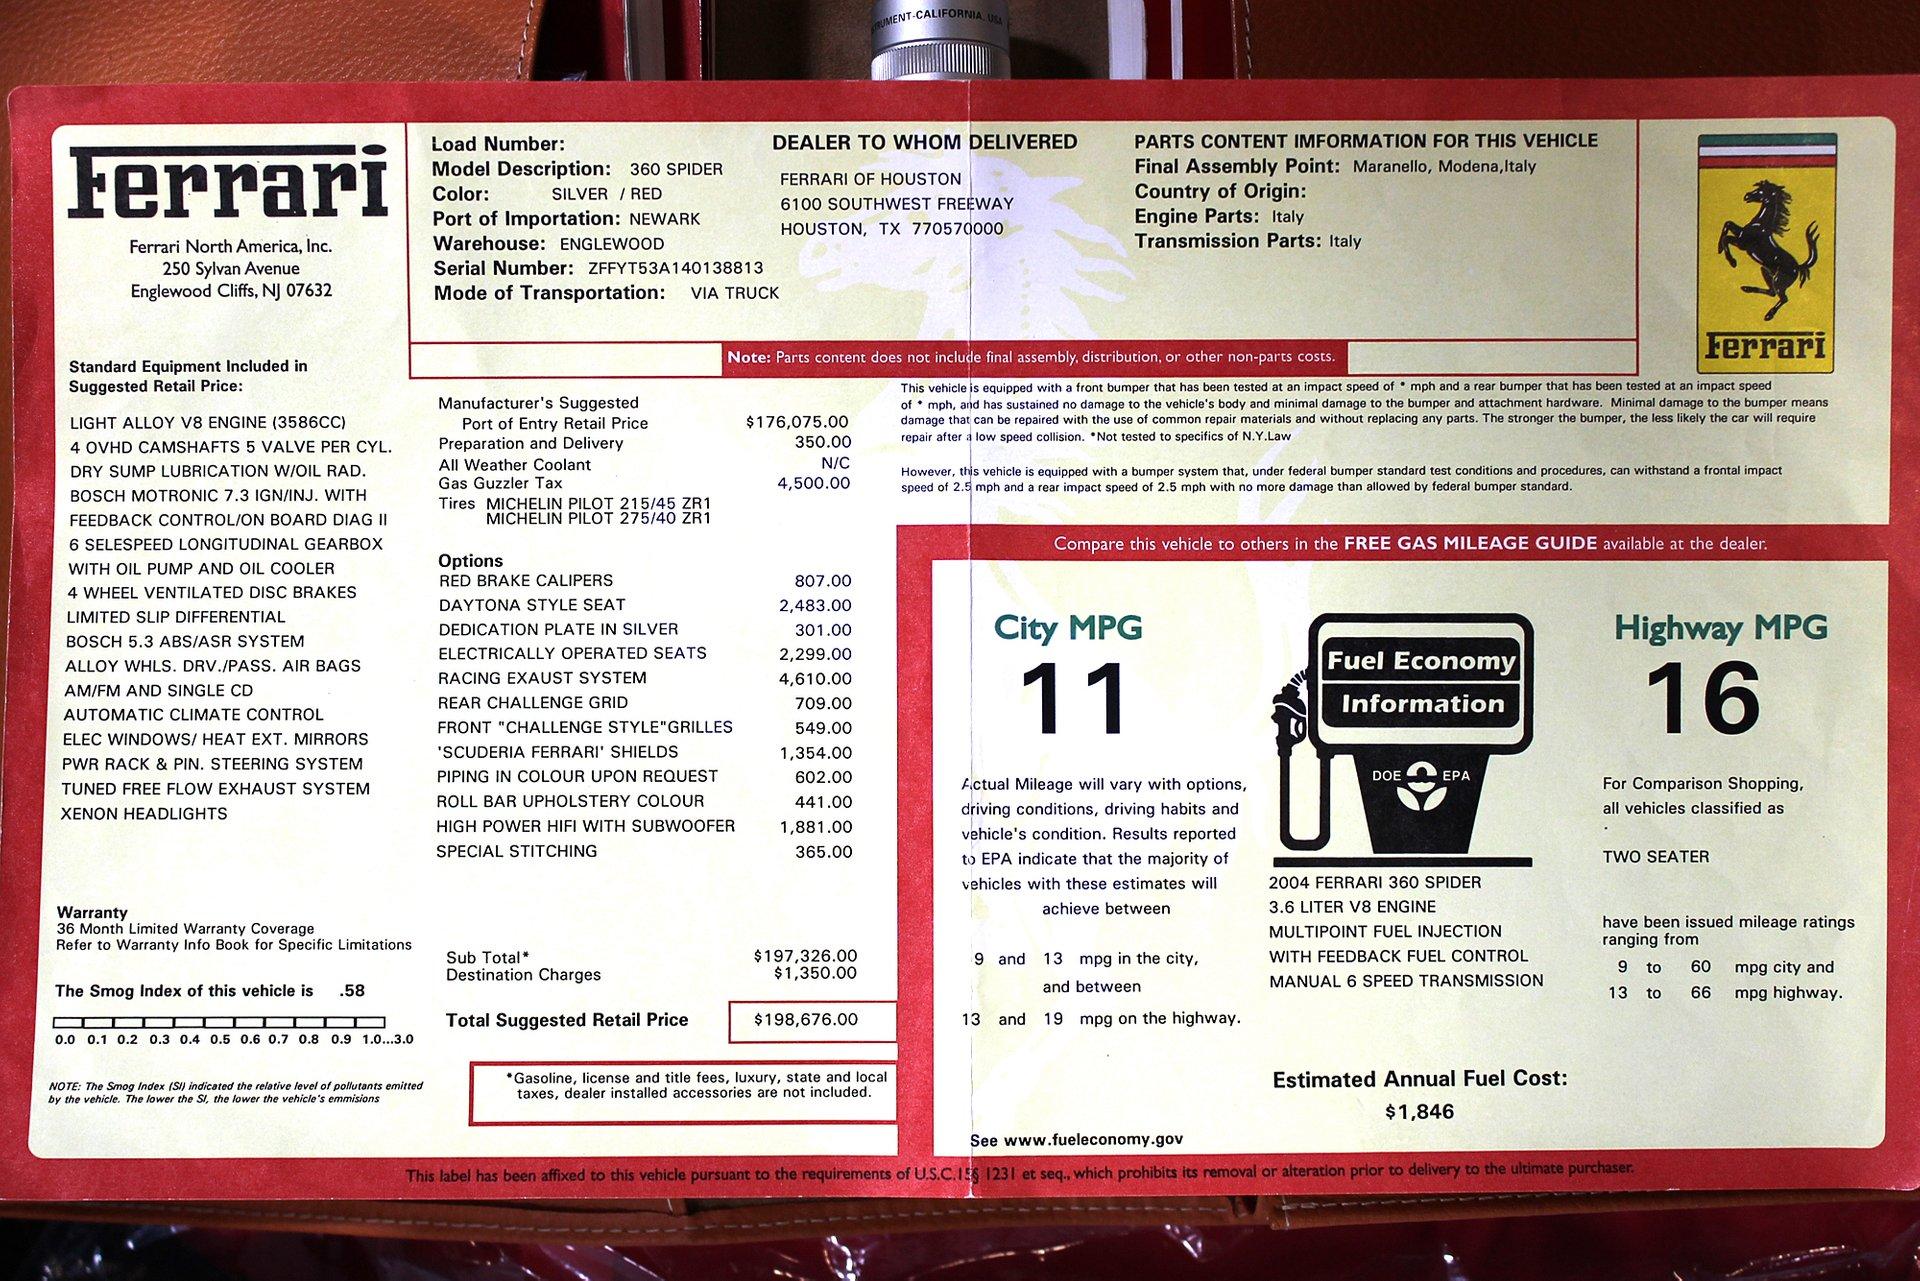 INSTRUMENT-CALIFORNIA, USA
Ferrari
Ferrari North America, Inc.
250 Sylvan Avenue
Englewood Cliffs, NJ 07632
Standard Equipment Included in
Suggested Retail Price:
LIGHT ALLOY V8 ENGINE (3586CC)
4 OVHD CAMSHAFTS 5 VALVE PER CYL.
DRY SUMP LUBRICATION W/OIL RAD.
BOSCH MOTRONIC 7.3 IGN/INJ. WITH
FEEDBACK CONTROL/ON BOARD DIAG II
6 SELESPEED LONGITUDINAL GEARBOX
WITH OIL PUMP AND OIL COOLER
4 WHEEL VENTILATED DISC BRAKES
LIMITED SLIP DIFFERENTIAL
BOSCH 5.3 ABS/ASR SYSTEM
ALLOY WHLS. DRV./PASS. AIR BAGS
AM/FM AND SINGLE CD
AUTOMATIC CLIMATE CONTROL
ELEC WINDOWS/ HEAT EXT. MIRRORS
PWR RACK & PIN. STEERING SYSTEM
TUNED FREE FLOW EXHAUST SYSTEM
XENON HEADLIGHTS
Warranty
36 Month Limited Warranty Coverage
Refer to Warranty Info Book for Specific Limitations
The Smog Index of this vehicle is .58
0.0 0.1 0.2 0.3 0.4 0.5 0.6 0.7 0.8 0.9 1.0...3.0
NOTE: The Smog Index (SI) indicated the relative level of pollutants emitted
by the vehicle. The lower the SI, the lower the vehicle's emmisions
Load Number:
Model Description: 360 SPIDER
Color: SILVER / RED
Port of Importation: NEWARK
Warehouse: ENGLEWOOD
Serial Number: ZFFYT53A140138813
Mode of Transportation: VIA TRUCK
DEALER TO WHOM DELIVERED
FERRARI OF HOUSTON
6100 SOUTHWEST FREEWAY
HOUSTON, TX 770570000
PARTS CONTENT IMFORMATION FOR THIS VEHICLE
Final Assembly Point: Maranello, Modena,Italy
Country of Origin:
Engine Parts: Italy
Transmission Parts: Italy
Ferrari
Note: Parts content does not include final assembly, distribution, or other non-parts costs.
Manufacturer's Suggested
Port of Entry Retail Price $176,075.00
Preparation and Delivery 350.00
All Weather Coolant N/C
Gas Guzzler Tax 4,500.00
Tires MICHELIN PILOT 215/45 ZR1
MICHELIN PILOT 275/40 ZR1
Options
RED BRAKE CALIPERS 807.00
DAYTONA STYLE SEAT 2,483.00
DEDICATION PLATE IN SILVER 301.00
ELECTRICALLY OPERATED SEATS 2,299.00
RACING EXAUST SYSTEM 4,610.00
REAR CHALLENGE GRID 709.00
FRONT "CHALLENGE STYLE"GRILLES 549.00
'SCUDERIA FERRARI' SHIELDS 1,354.00
PIPING IN COLOUR UPON REQUEST 602.00
ROLL BAR UPHOLSTERY COLOUR 441.00
HIGH POWER HIFI WITH SUBWOOFER 1,881.00
SPECIAL STITCHING 365.00
Sub Total* $197,326.00
Destination Charges $1,350.00
Total Suggested Retail Price $198,676.00
*Gasoline, license and title fees, luxury, state and local
taxes, dealer installed accessories are not included.
This vehicle is equipped with a front bumper that has been tested at an impact speed of * mph and a rear bumper that has been tested at an impact speed
of * mph, and has sustained no damage to the vehicle's body and minimal damage to the bumper and attachment hardware. Minimal damage to the bumper means
damage that can be repaired with the use of common repair materials and without replacing any parts. The stronger the bumper, the less likely the car will require
repair after a low speed collision. *Not tested to specifics of N.Y.Law
However, this vehicle is equipped with a bumper system that, under federal bumper standard test conditions and procedures, can withstand a frontal impact
speed of 2.5 mph and a rear impact speed of 2.5 mph with no more damage than allowed by federal bumper standard.
Compare this vehicle to others in the FREE GAS MILEAGE GUIDE available at the dealer.
City MPG
11
Actual Mileage will vary with options,
driving conditions, driving habits and
vehicle's condition. Results reported
to EPA indicate that the majority of
vehicles with these estimates will
achieve between
9 and 13 mpg in the city,
and between
13 and 19 mpg on the highway.
See www.fueleconomy.gov
Fuel Economy
Information
DOE EPA
2004 FERRARI 360 SPIDER
3.6 LITER V8 ENGINE
MULTIPOINT FUEL INJECTION
WITH FEEDBACK FUEL CONTROL
MANUAL 6 SPEED TRANSMISSION
Estimated Annual Fuel Cost:
$1,846
Highway MPG
16
For Comparison Shopping,
all vehicles classified as
TWO SEATER
have been issued mileage ratings
ranging from
9 to 60 mpg city and
13 to 66 mpg highway.
This label has been affixed to this vehicle pursuant to the requirements of U.S.C.15§ 1231 et seq., which prohibits its removal or alteration prior to delivery to the ultimate purchaser.